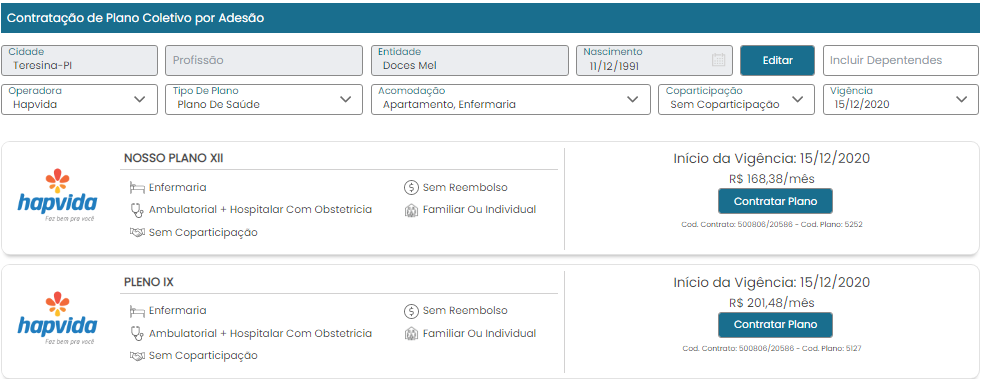 Contratação de Plano Coletivo por Adesão
Cidade
Teresina-PI
Profissão
Entidade
Doces Mel
Nascimento
11/12/1991
Editar
Incluir Depentendes
Operadora
Hapvida
Tipo De Plano
Plano De Saúde
Acomodação
Apartamento, Enfermaria
Coparticipação
Sem Coparticipação
Vigência
15/12/2020
hapvida
Faz bem pra você
NOSSO PLANO XII
Enfermaria
Sem Reembolso
Ambulatorial + Hospitalar Com Obstetricia
Familiar Ou Individual
Sem Coparticipação
Início da Vigência: 15/12/2020
R$ 168,38/mês
Contratar Plano
Cod. Contrato: 500806/20586 - Cod. Plano: 5252
hapvida
Faz bem pra você
PLENO IX
Enfermaria
Sem Reembolso
Ambulatorial + Hospitalar Com Obstetricia
Familiar Ou Individual
Sem Coparticipação
Início da Vigência: 15/12/2020
R$ 201,48/mês
Contratar Plano
Cod. Contrato: 500806/20586 - Cod. Plano: 5127